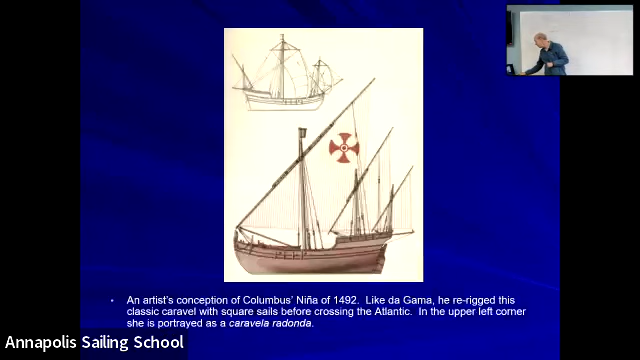 An artist's conception of Columbus' Niña of 1492.  Like da Gama, he re-rigged this
classic caravel with square sails before crossing the Atlantic.  In the upper left corner
she is portrayed as a caravela radonda.
Annapolis Sailing School